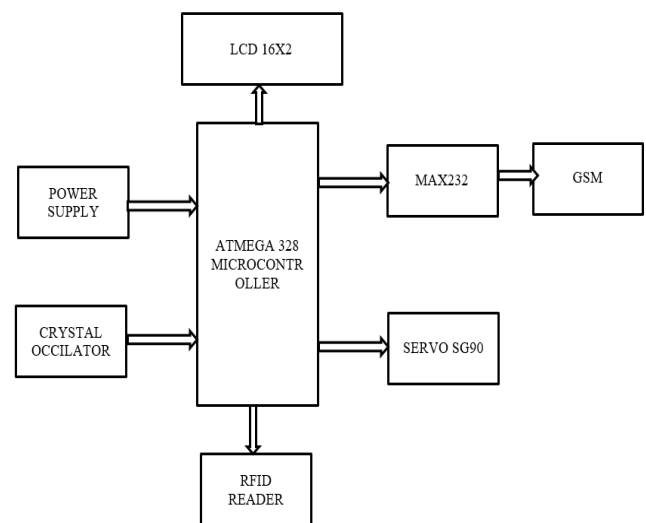 LCD 16X2
POWER
SUPPLY
ATMEGA 328
MICROCONTR
OLLER
MAX232
GSM
CRYSTAL
OCCILATOR
SERVO SG90
RFID
READER